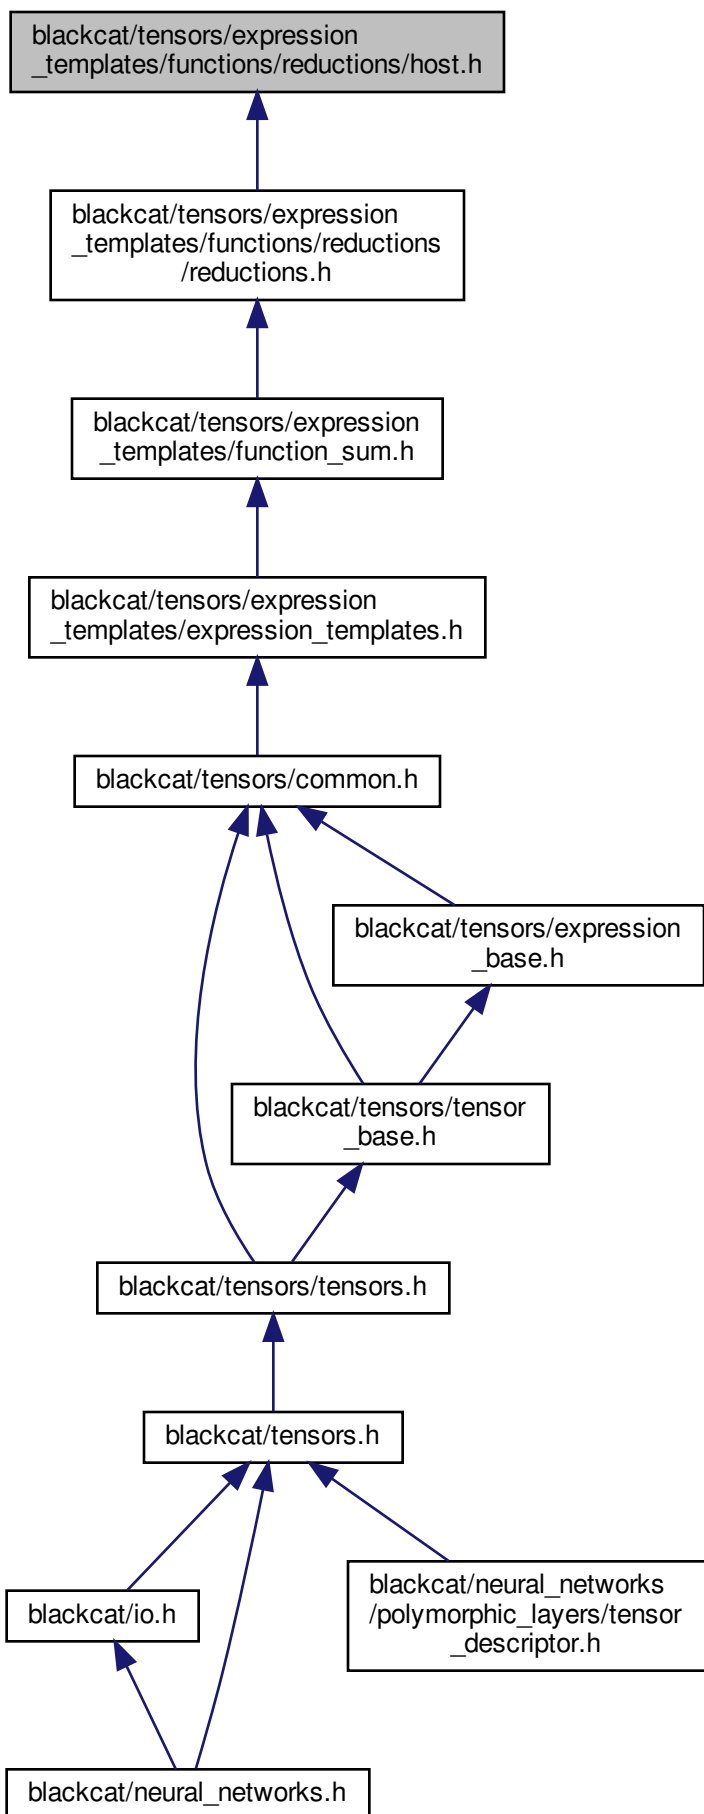 blackcat/tensors/expression
_templates/functions/reductions/host.h
blackcat/tensors/expression
_templates/functions/reductions
/reductions.h
blackcat/tensors/expression
_templates/function_sum.h
blackcat/tensors/expression
_templates/expression_templates.h
blackcat/tensors/common.h
blackcat/tensors/expression
_base.h
blackcat/tensors/tensor
_base.h
blackcat/tensors/tensors.h
blackcat/tensors.h
blackcat/io.h
blackcat/neural_networks
/polymorphic_layers/tensor
_descriptor.h
blackcat/neural_networks.h